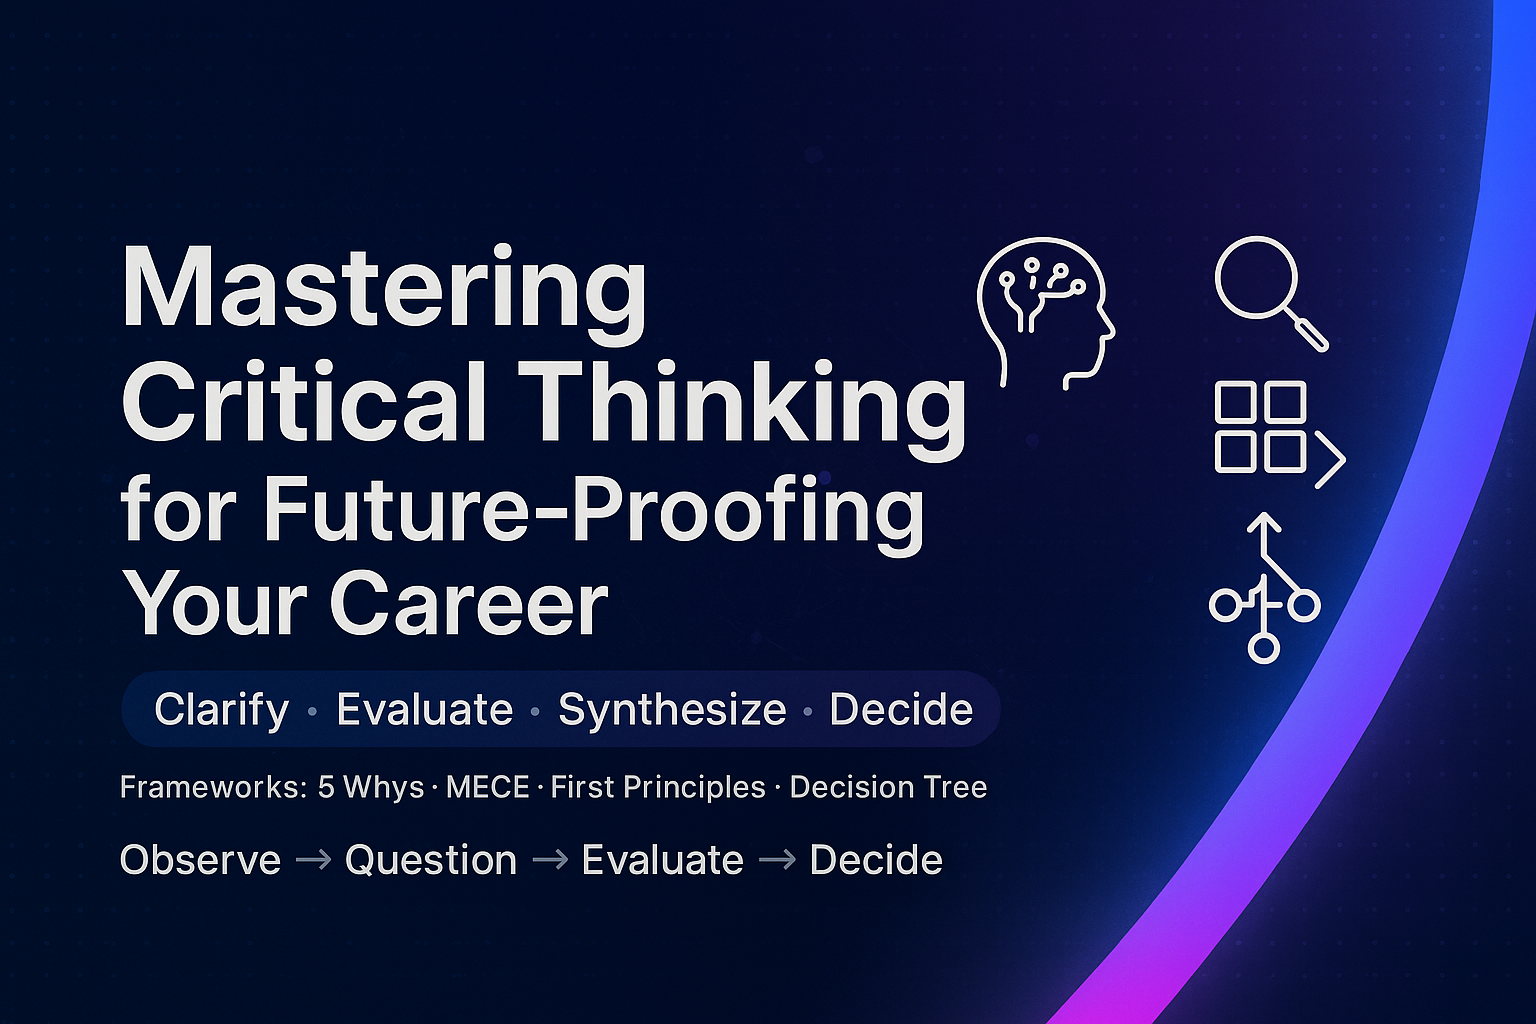 Mastering
Critical Thinking
for Future-Proofing
Your Career
Clarify · Evaluate · Synthesize · Decide
Frameworks: 5 Whys · MECE · First Principles · Decision Tree
Observe → Question → Evaluate → Decide